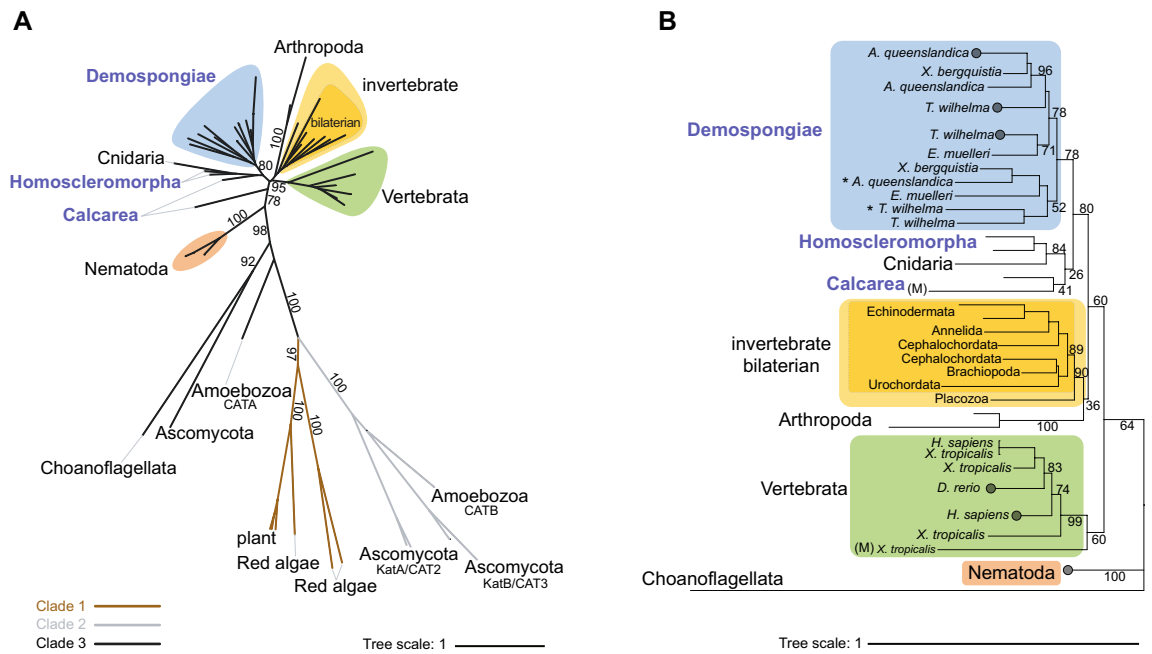 A
Arthropoda
Demospongiae
invertebrate
bilaterian
100
Cnidaria
80
Homoscleromorpha
95
Vertebrata
78
Calcarea
100
98
Nematoda
92
100
97
100
Amoebozoa
CATA
100
100
Ascomycota
Choanoflagellata
Amoebozoa
CATB
plant
Red algae
Ascomycota
KatA/CAT2
Ascomycota
KatB/CAT3
Red algae
Clade 1
Clade 2
Clade 3
Tree scale: 1
B
A. queenslandica
X. bergquistia
96
A. queenslandica
T. wilhelma
78
Demospongiae
T. wilhelma
E. muelleri
71
78
X. bergquistia
* A. queenslandica
E. muelleri
* T. wilhelma
52
80
T. wilhelma
Homoscleromorpha
84
Cnidaria
26
Calcarea (M)
41
60
Echinodermata
Annelida
invertebrate
bilaterian
Cephalochordata
89
Cephalochordata
Brachiopoda
90
Urochordata
Placozoa
36
Arthropoda
100
64
H. sapiens
X. tropicalis
X. tropicalis
83
Vertebrata
D. rerio
74
H. sapiens
99
X. tropicalis
60
(M) X. tropicalis
Nematoda
100
Choanoflagellata
Tree scale: 1